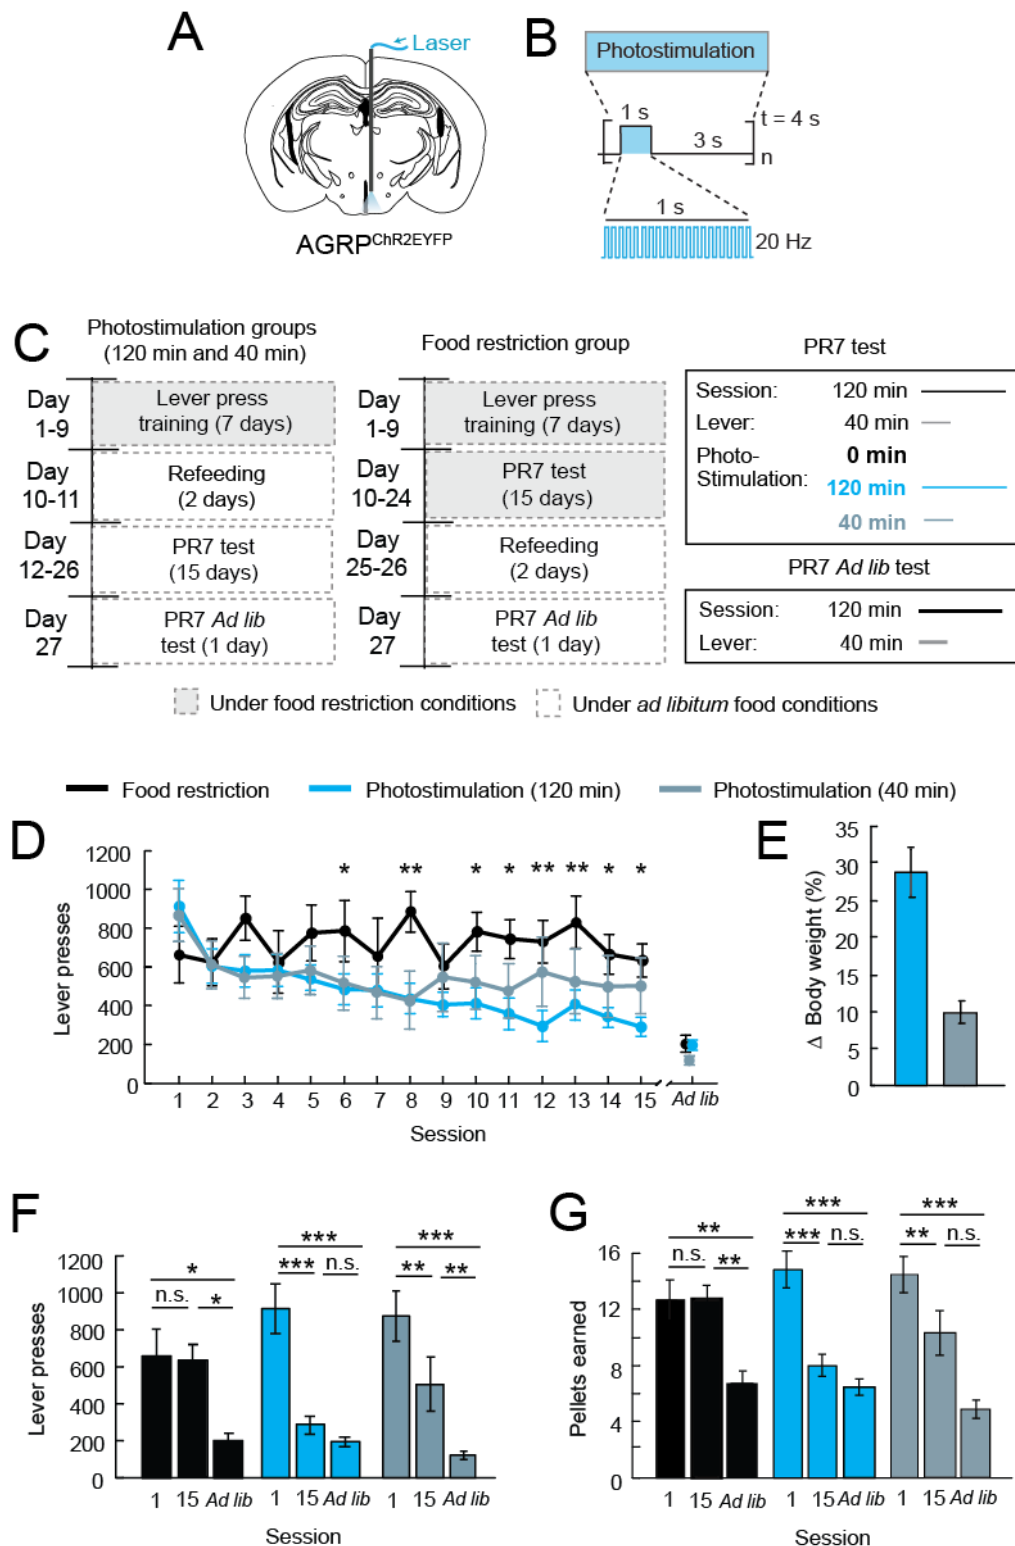 A
Laser
AGRPChR2EYFP
B
Photostimulation
1 s
t = 4 s
3 s
n
1 s
20 Hz
C
Photostimulation groups
(120 min and 40 min)
Day
1-9
Lever press
training (7 days)
Day
10-11
Refeeding
(2 days)
Day
12-26
PR7 test
(15 days)
Day
27
PR7 Ad lib
test (1 day)
Food restriction group
Day
1-9
Lever press
training (7 days)
Day
10-24
PR7 test
(15 days)
Day
25-26
Refeeding
(2 days)
Day
27
PR7 Ad lib
test (1 day)
PR7 test
Session: 120 min
Lever: 40 min
Photo-
Stimulation:
0 min
120 min
40 min
PR7 Ad lib test
Session: 120 min
Lever: 40 min
Under food restriction conditions
Under ad libitum food conditions
Food restriction
Photostimulation (120 min)
Photostimulation (40 min)
D
Lever presses
1200
1000
800
600
400
200
0
* ** * * ** ** * *
1 2 3 4 5 6 7 8 9 10 11 12 13 14 15 Ad lib
Session
E
Δ Body weight (%)
35
30
25
20
15
10
5
0
F
Lever presses
1200
1000
800
600
400
200
0
*
n.s. *
***
*** n.s.
***
** **
1 15 Ad lib 1 15 Ad lib 1 15 Ad lib
Session
G
Pellets earned
16
12
8
4
0
**
n.s. **
***
*** n.s.
***
** n.s.
1 15 Ad lib 1 15 Ad lib 1 15 Ad lib
Session